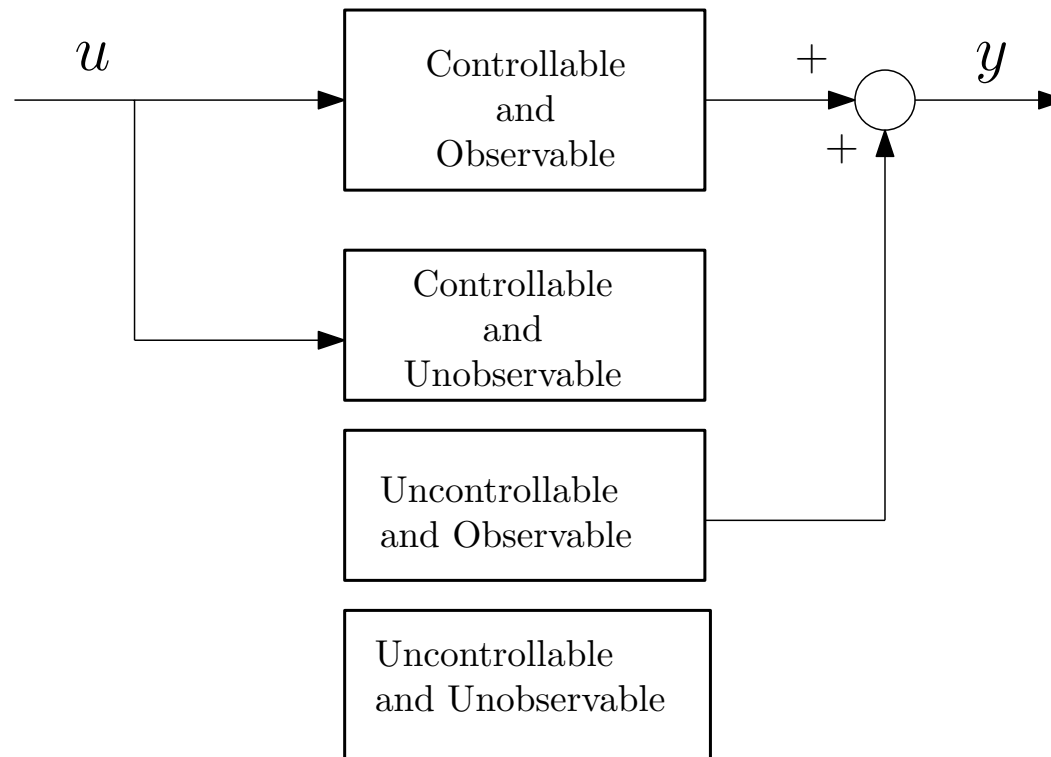 u
Controllable
and
Observable
+
y
+
Controllable
and
Unobservable
Uncontrollable
and Observable
Uncontrollable
and Unobservable